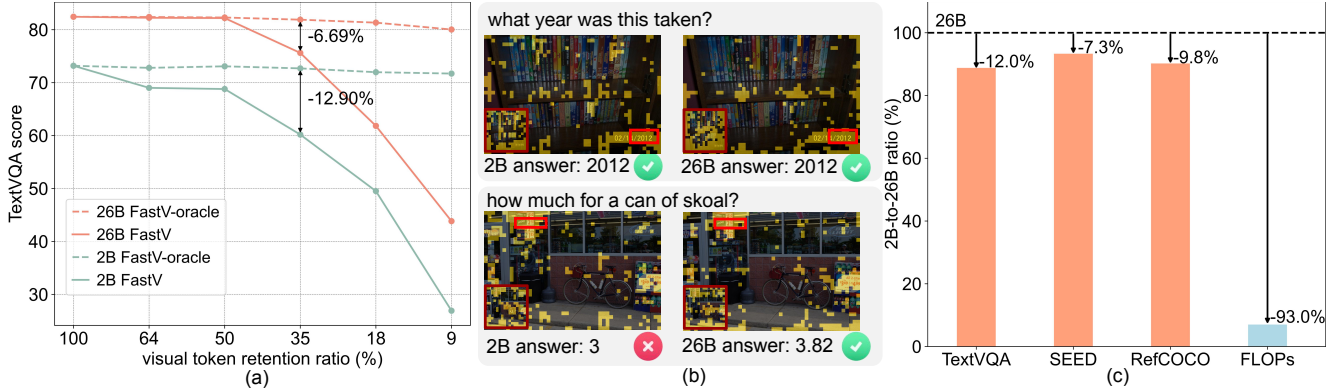 TextVQA score
80
70
60
50
40
30
-6.69%
-12.90%
26B FastV-oracle
26B FastV
2B FastV-oracle
2B FastV
100 64 50 35 18 9
visual token retention ratio (%)
(a)
what year was this taken?
2B answer: 2012
26B answer: 2012
how much for a can of skoal?
2B answer: 3
26B answer: 3.82
(b)
2B-to-26B ratio (%)
26B
100
80
60
40
20
0
-12.0%
-7.3%
-9.8%
-93.0%
TextVQA SEED RefCOCO FLOPs
(c)